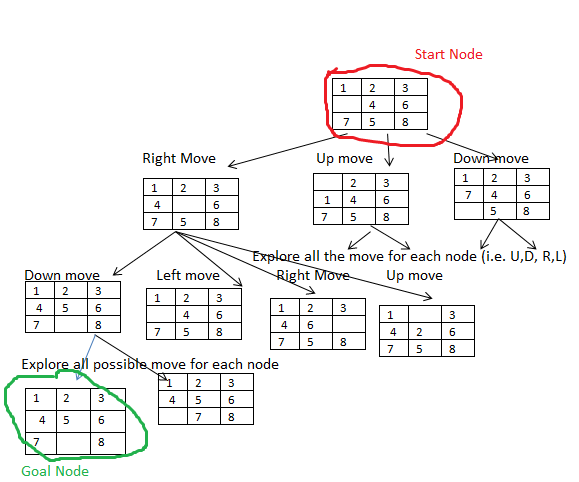 Start Node
1 2 3
4 6
7 5 8
Right Move
Up move
Down move
1 2 3
4 6
7 5 8
2 3
1 4 6
7 5 8
1 2 3
7 4 6
5 8
Explore all the move for each node (i.e. U,D, R,L)
Down move
Left move
Right Move
Up move
1 2 3
4 5 6
7 8
1 2 3
4 6
7 5 8
1 2 3
4 6
7 5 8
1 3
4 2 6
7 5 8
Explore all possible move for each node
1 2 3
4 5 6
7 8
1 2 3
4 5 6
7 8
Goal Node